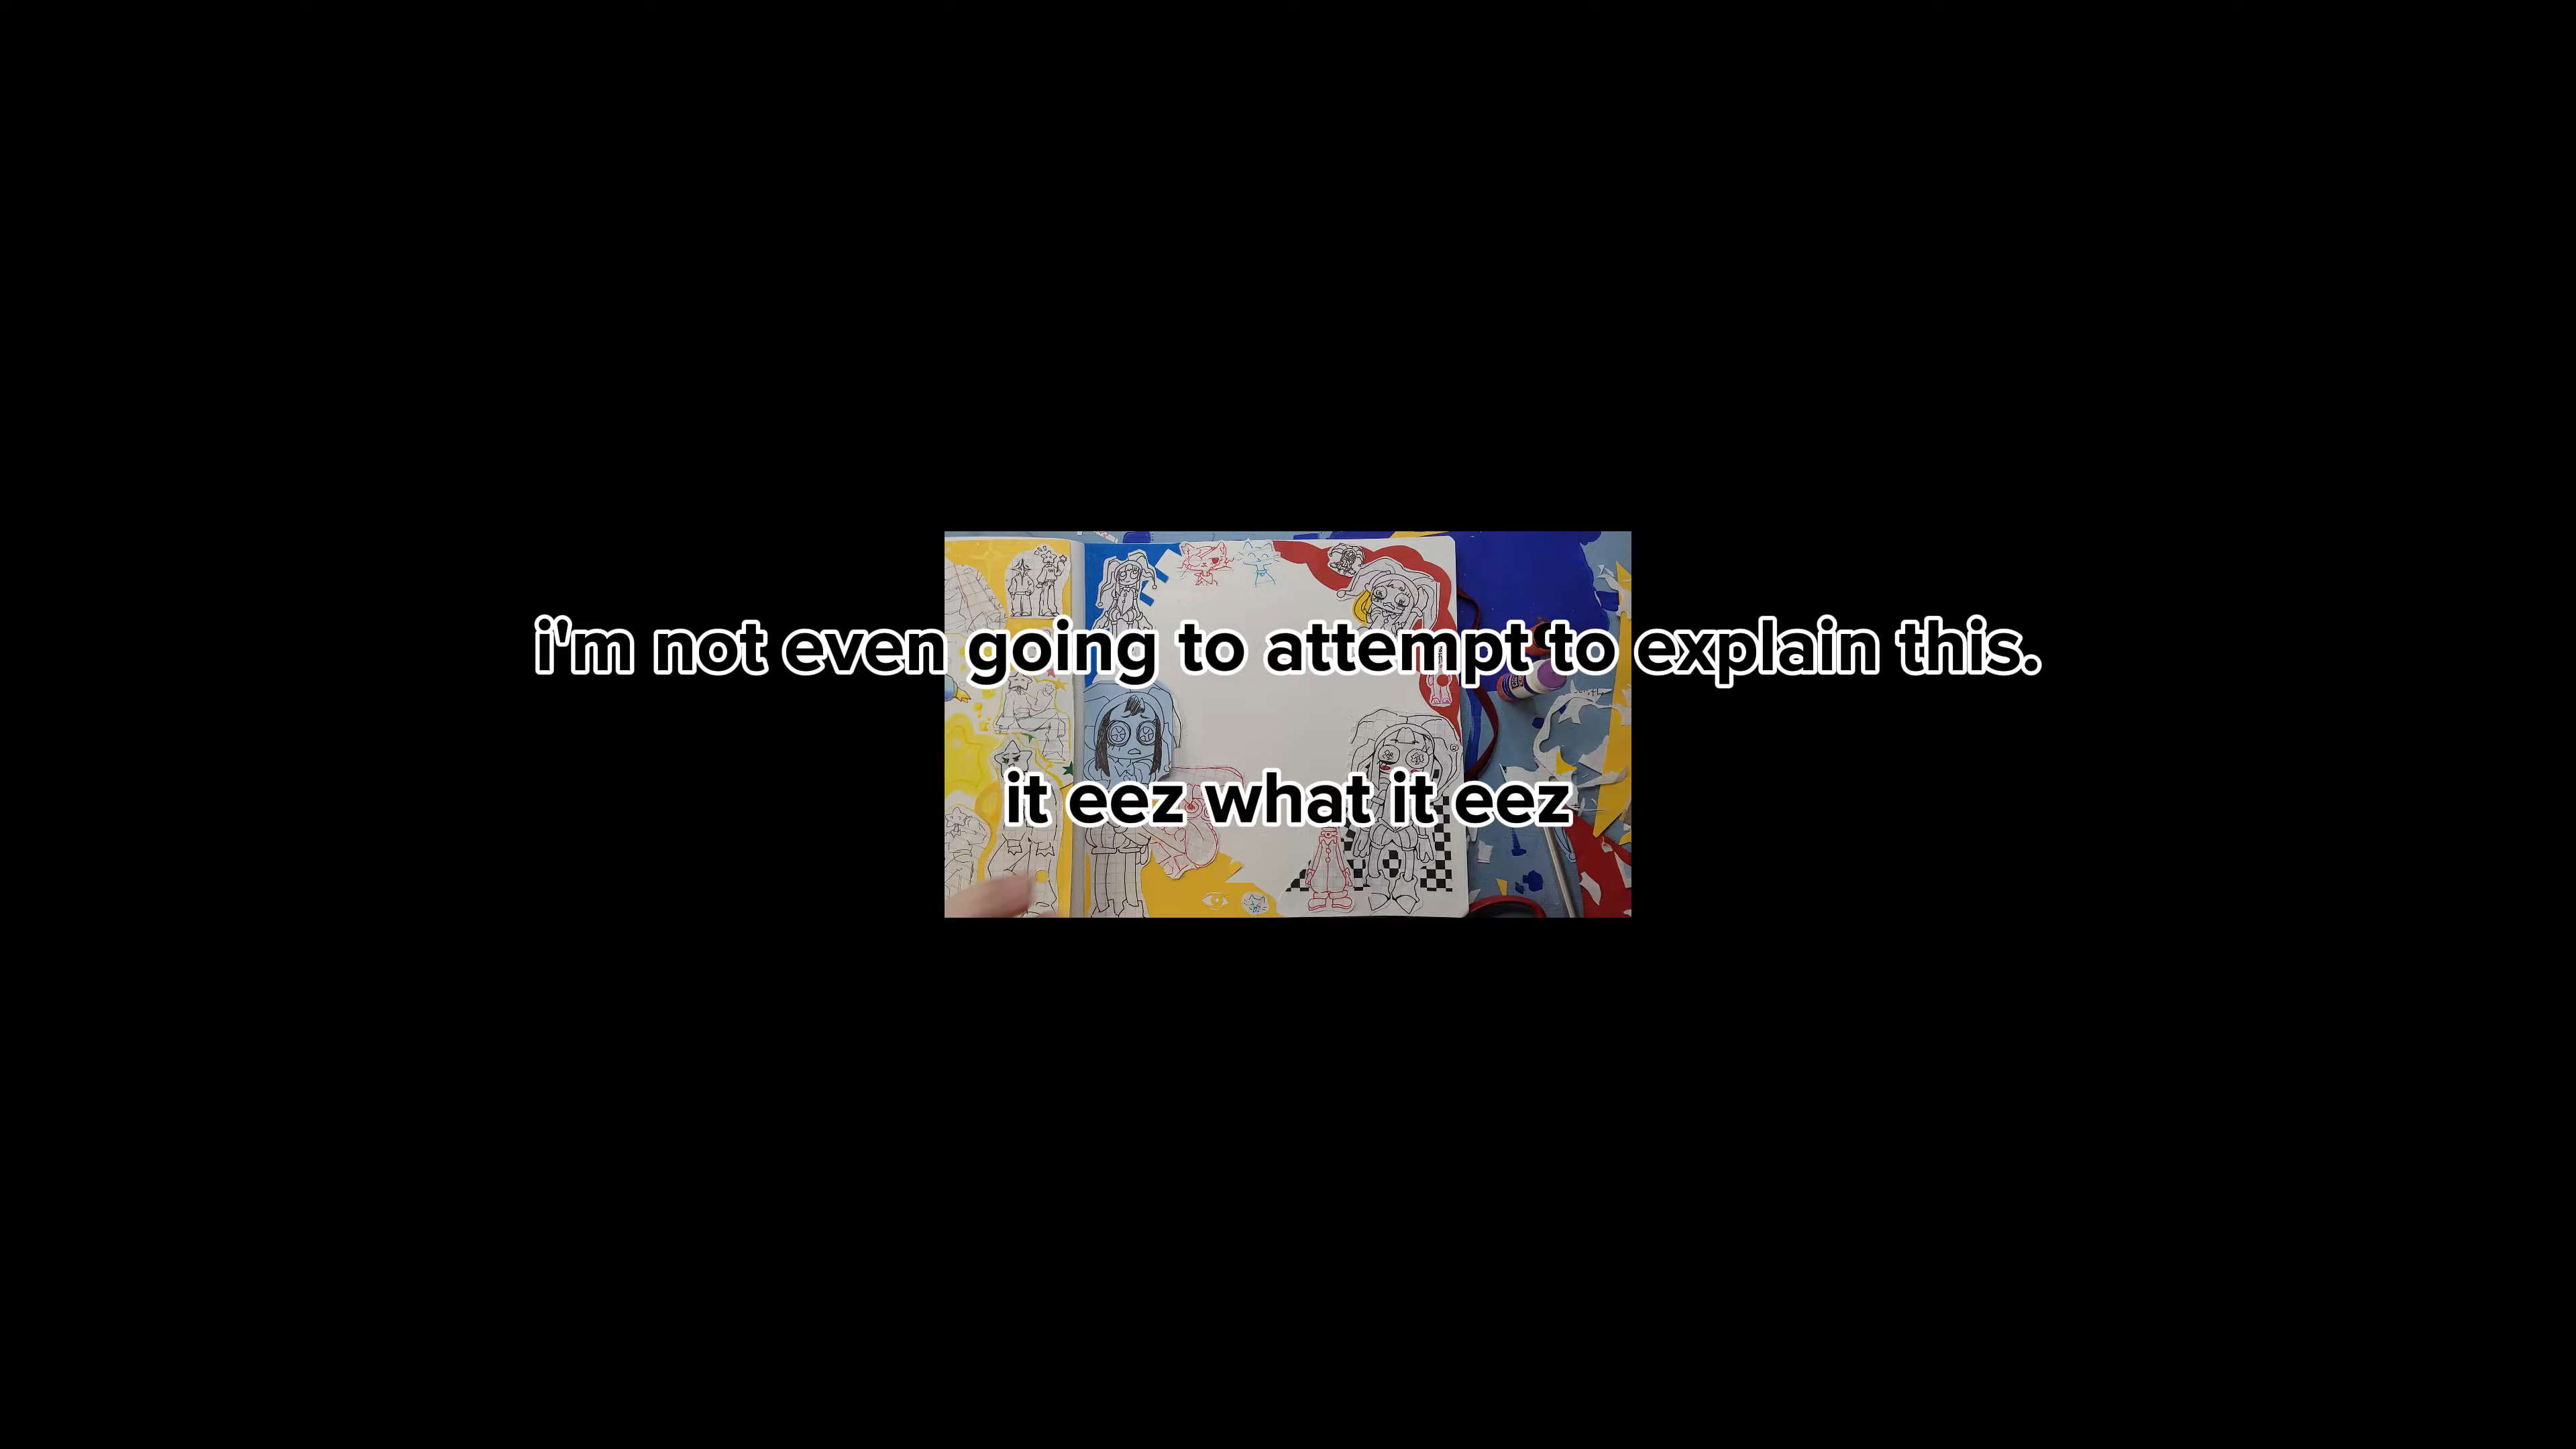 i'm not even going to attempt to explain this.
it eez what it eez